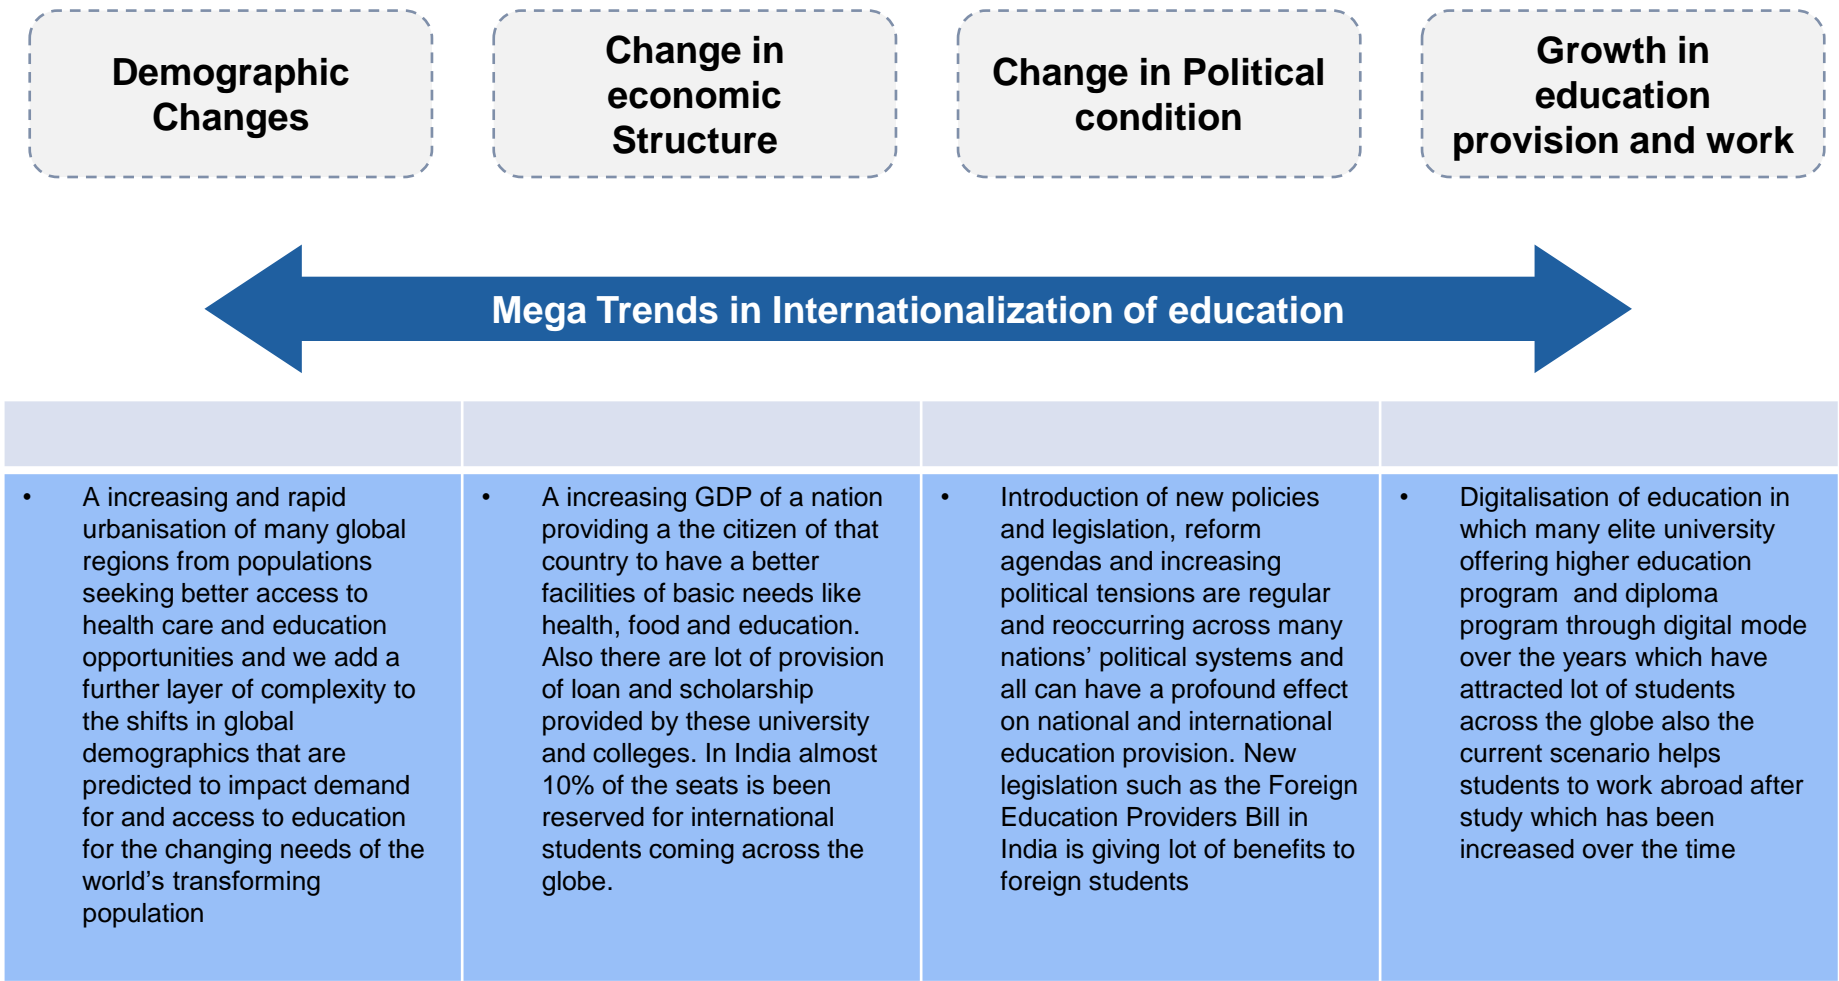 Demographic
Changes
Change in
economic
Structure
Change in Political
condition
Growth in
education
provision and work
Mega Trends in Internationalization of education
• A increasing and rapid
urbanisation of many global
regions from populations
seeking better access to
health care and education
opportunities and we add a
further layer of complexity to
the shifts in global
demographics that are
predicted to impact demand
for and access to education
for the changing needs of the
world’s transforming
population
• A increasing GDP of a nation
providing a the citizen of that
country to have a better
facilities of basic needs like
health, food and education.
Also there are lot of provision
of loan and scholarship
provided by these university
and colleges. In India almost
10% of the seats is been
reserved for international
students coming across the
globe.
• Introduction of new policies
and legislation, reform
agendas and increasing
political tensions are regular
and reoccurring across many
nations’ political systems and
all can have a profound effect
on national and international
education provision. New
legislation such as the Foreign
Education Providers Bill in
India is giving lot of benefits to
foreign students
• Digitalisation of education in
which many elite university
offering higher education
program and diploma
program through digital mode
over the years which have
attracted lot of students
across the globe also the
current scenario helps
students to work abroad after
study which has been
increased over the time